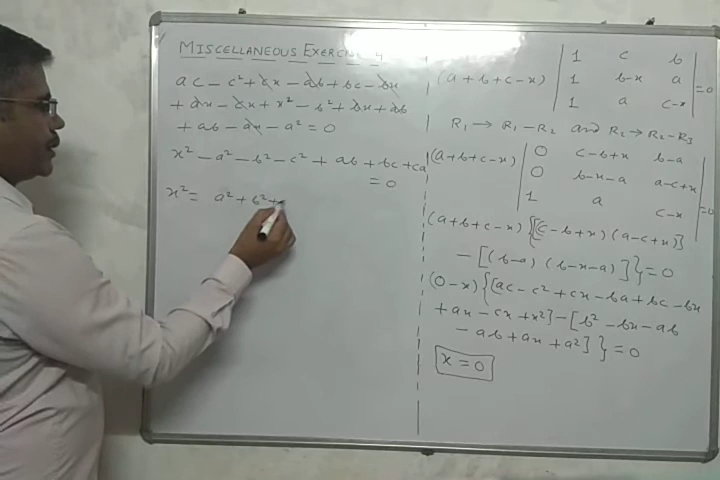 MISCELLANEOUS EXERCISE 4
ac - c² + cx - ab + bc - bx
+ ax - cx + x² - b² + bx + ab
+ ab - ax - a² = 0
x² - a² - b² - c² + ab + bc + ca
= 0
x² = a² + b² +
(a+b+c-x) | 1 c b |
| 1 b-x a | = 0
| 1 a c-x |
R₁ → R₁-R₂ and R₂ → R₂-R₃
(a+b+c-x) | 0 c-b+x b-a |
| 0 b-x-a a-c+x | = 0
| 1 a c-x |
(a+b+c-x) {[(c-b+x) (a-c+x)]
- [(b-a) (b-x-a)]} = 0
(0-x) {[ac - c² + cx - ba + bc - bx
+ ax - cx + x²] - [b² - bx - ab
- ab + ax + a²]} = 0
x = 0